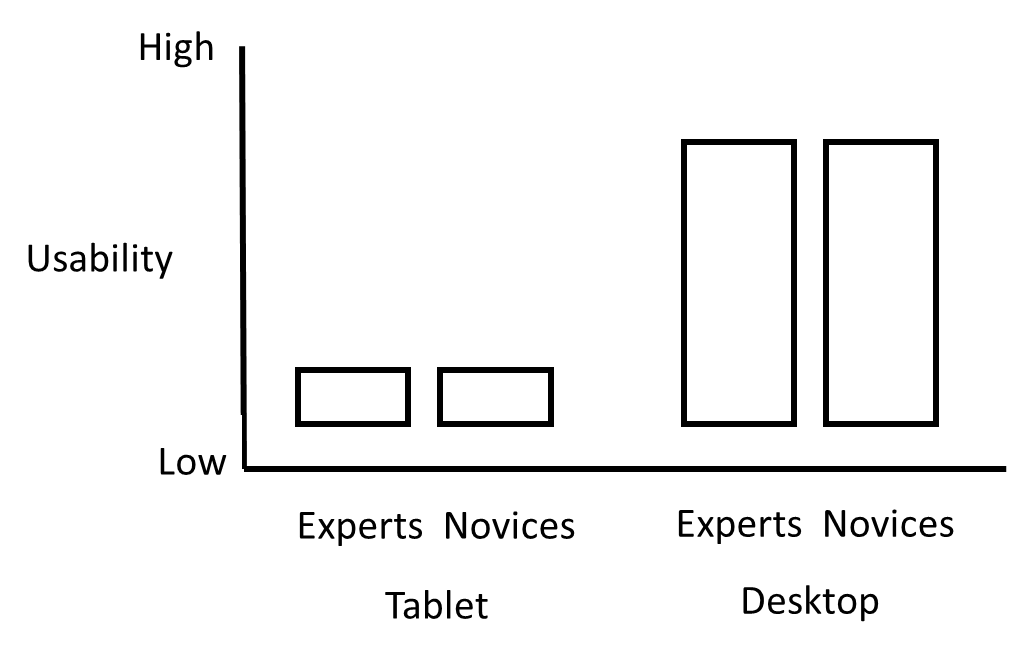 High
Usability
Low
Experts Novices Experts Novices
Tablet Desktop